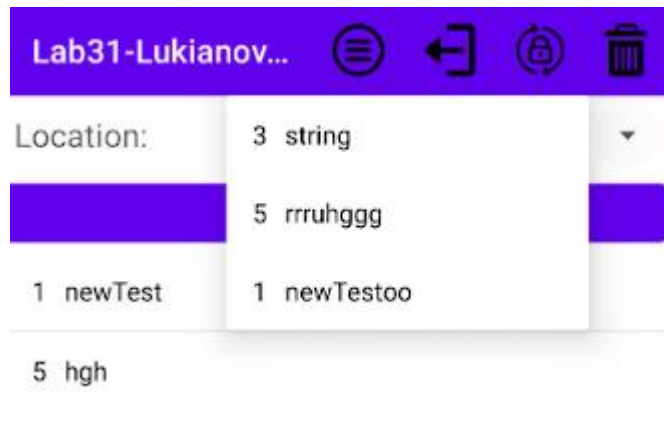 Lab31-Lukianov...
Location:
3 string
5 rrruhggg
1 newTestoo
1 newTest
5 hgh